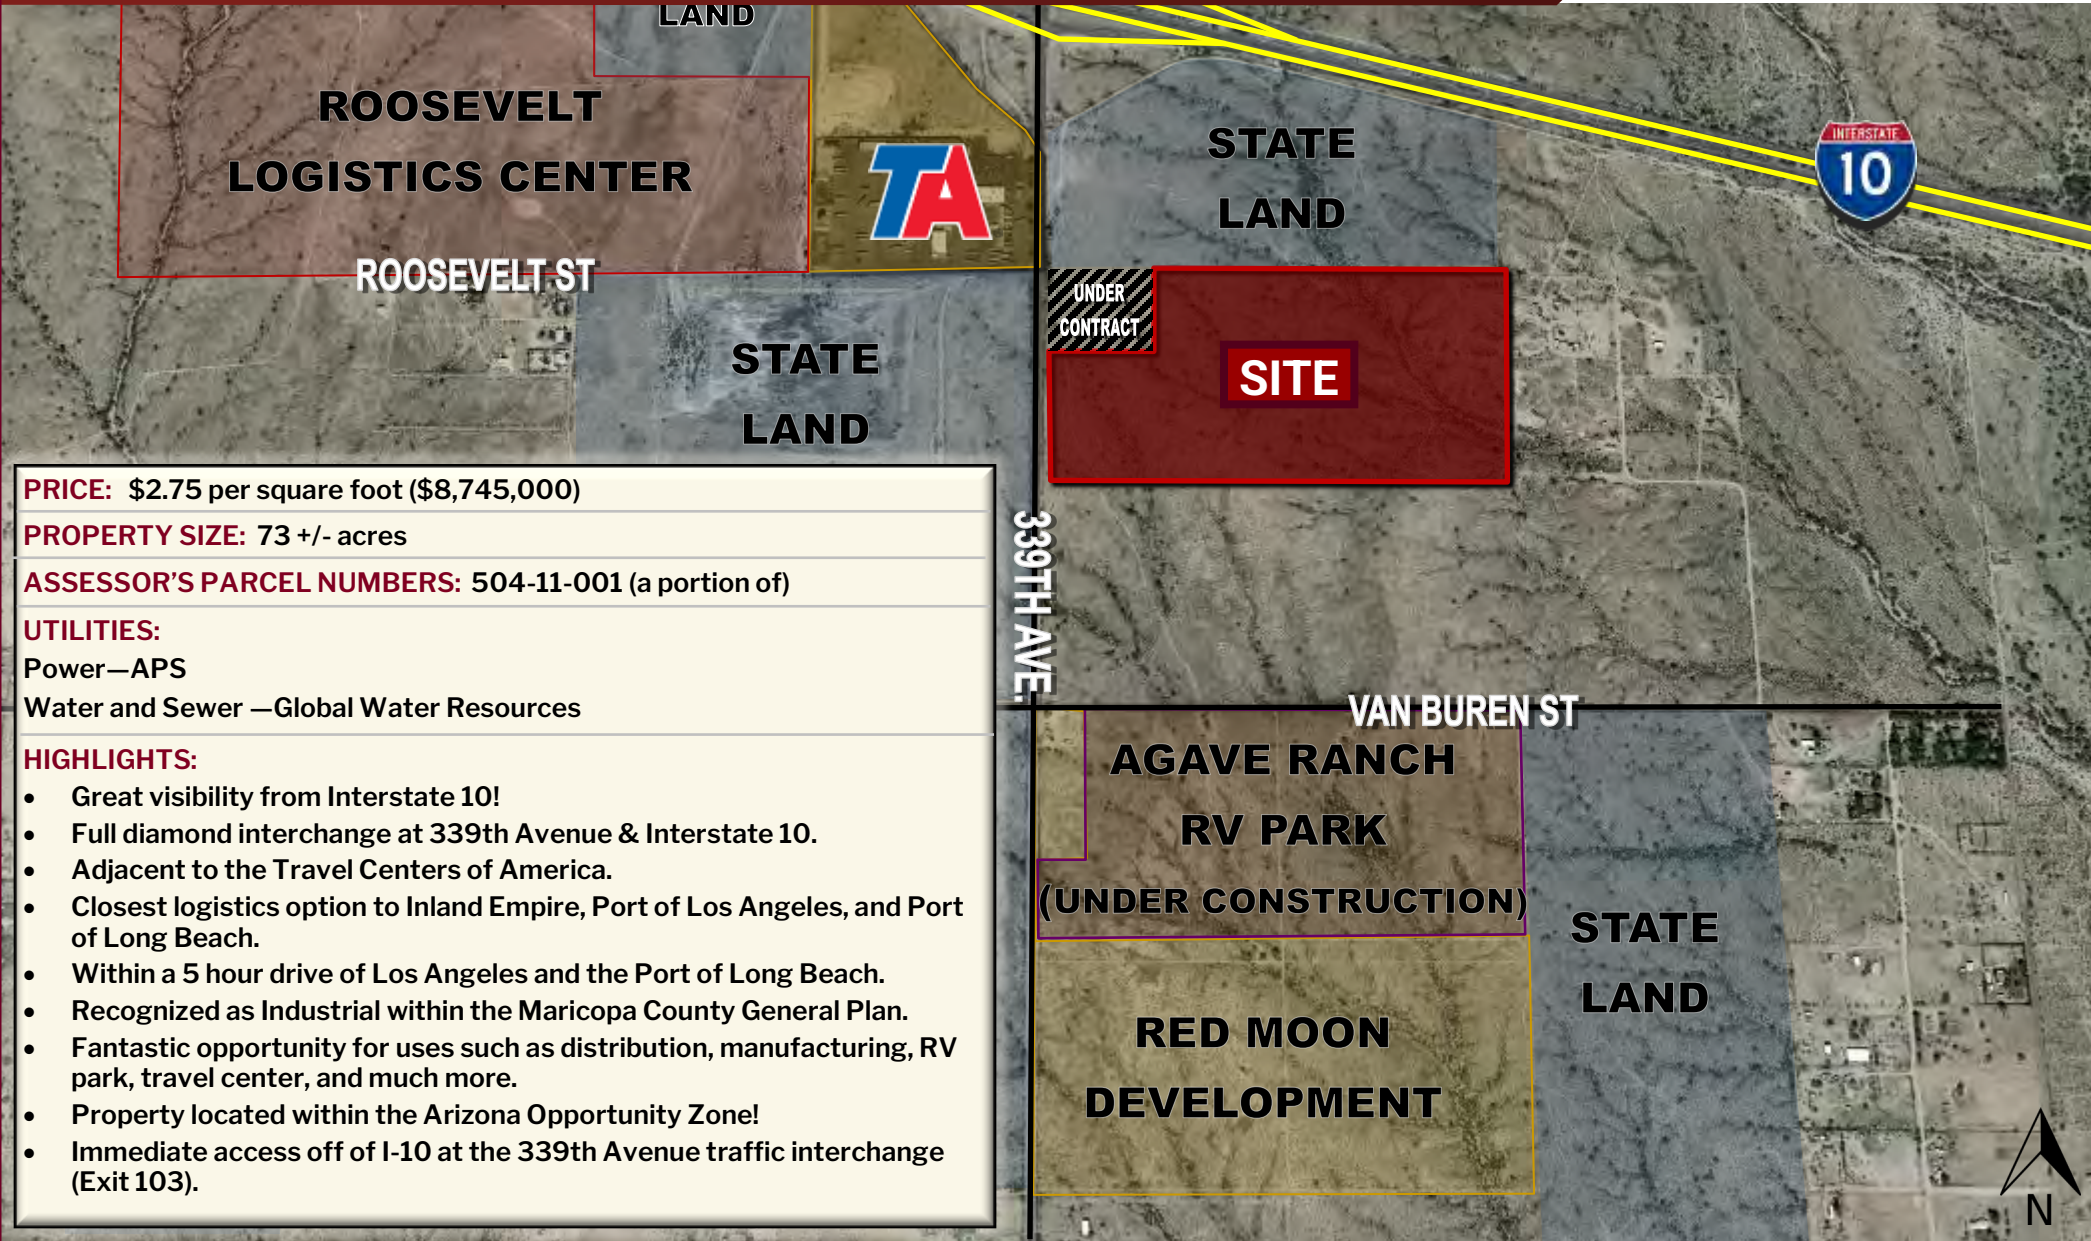 LAND
ROOSEVELT
LOGISTICS CENTER
TA
STATE
LAND
INTERSTATE
10
ROOSEVELT ST
UNDER
CONTRACT
SITE
STATE
LAND
PRICE: $2.75 per square foot ($8,745,000)
PROPERTY SIZE: 73 +/- acres
ASSESSOR'S PARCEL NUMBERS: 504-11-001 (a portion of)
UTILITIES:
Power—APS
Water and Sewer —Global Water Resources
HIGHLIGHTS:
• Great visibility from Interstate 10!
• Full diamond interchange at 339th Avenue & Interstate 10.
• Adjacent to the Travel Centers of America.
• Closest logistics option to Inland Empire, Port of Los Angeles, and Port
of Long Beach.
• Within a 5 hour drive of Los Angeles and the Port of Long Beach.
• Recognized as Industrial within the Maricopa County General Plan.
• Fantastic opportunity for uses such as distribution, manufacturing, RV
park, travel center, and much more.
• Property located within the Arizona Opportunity Zone!
• Immediate access off of I-10 at the 339th Avenue traffic interchange
(Exit 103).
339TH AVE.
VAN BUREN ST
AGAVE RANCH
RV PARK
(UNDER CONSTRUCTION)
STATE
LAND
RED MOON
DEVELOPMENT
N